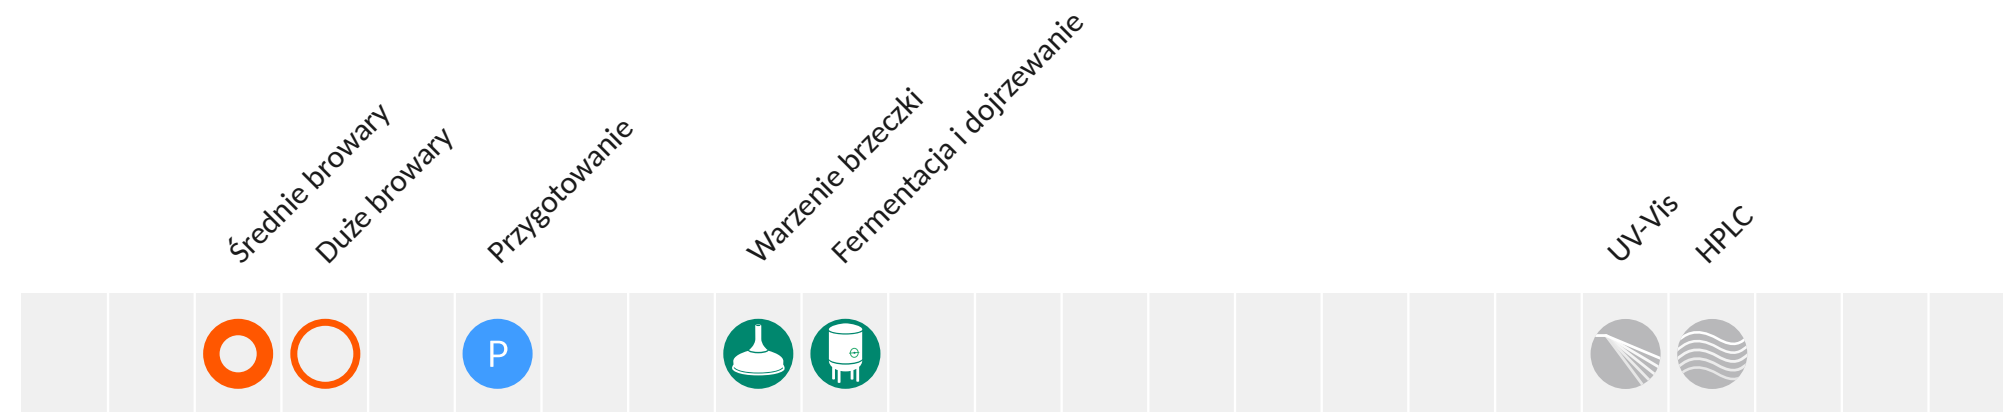 Średnie browary
Duże browary
Przygotowanie
Warzenie brzeczki
Fermentacja i dojrzewanie
UV-Vis
HPLC
P